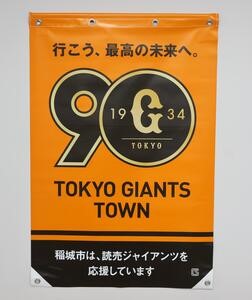 行こう、最高の未来へ。
90
19 G 34
TOKYO
TOKYO GIANTS
TOWN
稲城市は、読売ジャイアンツを
応援しています